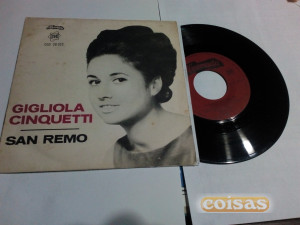 GIGLIOLA
CINQUETTI
SAN REMO
coisas